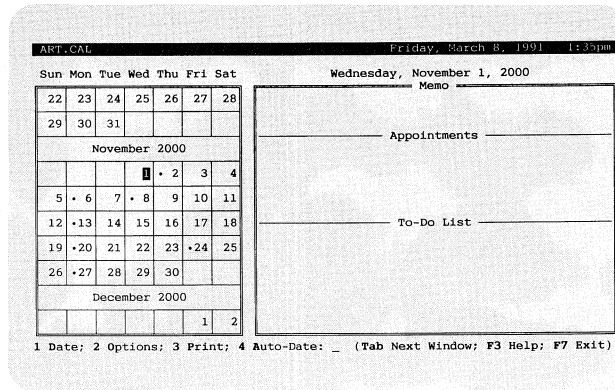 ART.CAL Friday, March 8, 1991 1:35pm
Sun Mon Tue Wed Thu Fri Sat
Wednesday, November 1, 2000
Memo
22 23 24 25 26 27 28
29 30 31
Appointments
November 2000
1 • 2 3 4
5 • 6 7 • 8 9 10 11
12 •13 14 15 16 17 18
To-Do List
19 •20 21 22 23 •24 25
26 •27 28 29 30
December 2000
1 2
1 Date; 2 Options; 3 Print; 4 Auto-Date: _ (Tab Next Window; F3 Help; F7 Exit)